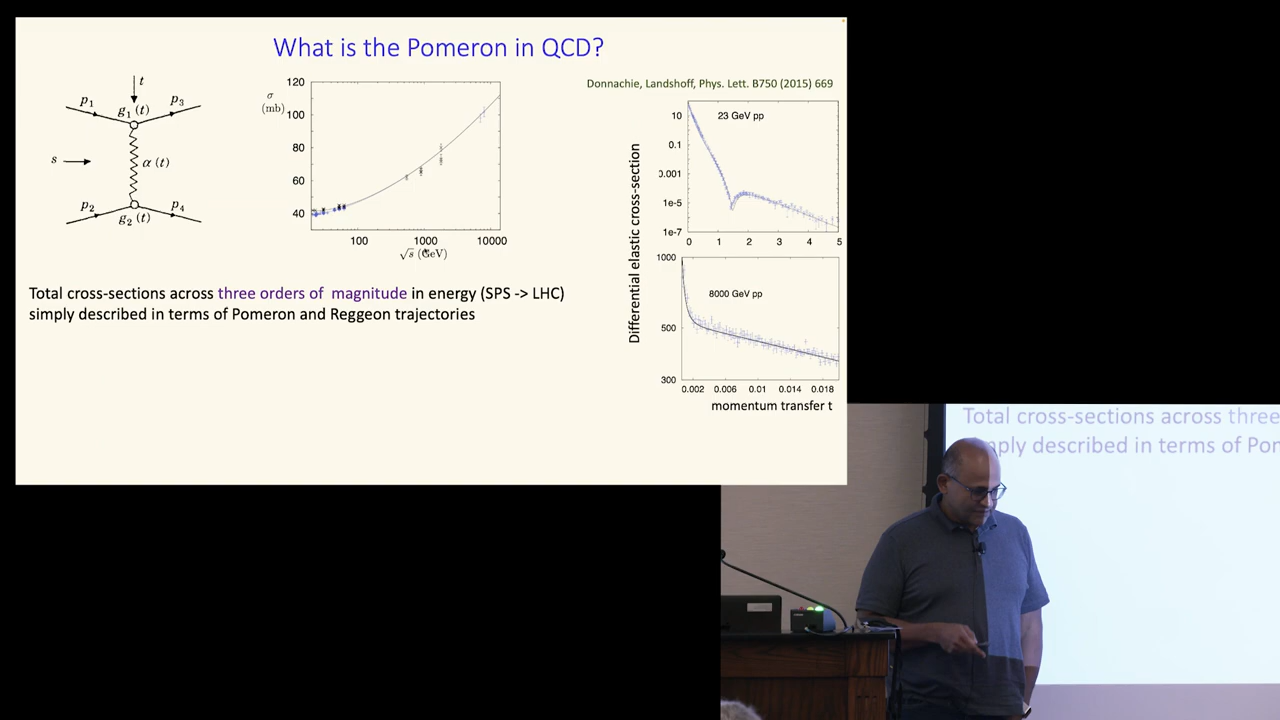 What is the Pomeron in QCD?
Donnachie, Landshoff, Phys. Lett. B750 (2015) 669
t
p1
g1 (t)
p3
s
α (t)
p2
g2 (t)
p4
σ
(mb)
120
100
80
60
40
100
1000
10000
√s (GeV)
Differential elastic cross-section
23 GeV pp
10
0.1
0.001
1e-5
1e-7
0 1 2 3 4 5
8000 GeV pp
1000
500
300
0.002 0.006 0.01 0.014 0.018
momentum transfer t
Total cross-sections across three orders of magnitude in energy (SPS -> LHC)
simply described in terms of Pomeron and Reggeon trajectories
Total cross-sections across three
simply described in terms of Pom